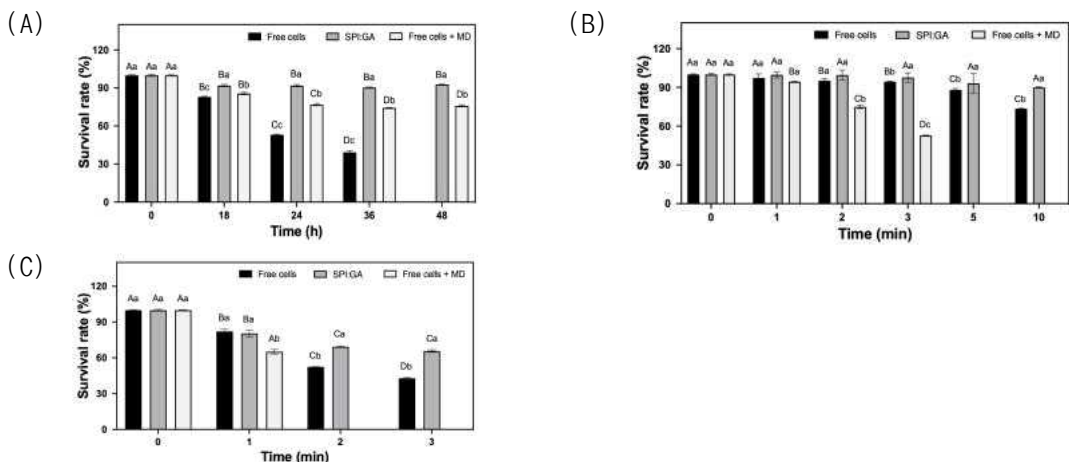 (A)
Free cells SPI:GA Free cells + MD
Survival rate (%)
120
90
60
30
0
Aa Aa Aa
Bc Ba Bb
Cc Ba Cb
Dc Ba Db
Ba Db
0 18 24 36 48
Time (h)
(B)
Free cells SPI:GA Free cells + MD
Survival rate (%)
120
90
60
30
0
Aa Aa Aa
Aa Aa Ba
Ba Aa Cb
Bb Aa Dc
Cb Aa
Cb Aa
0 1 2 3 5 10
Time (min)
(C)
Free cells SPI:GA Free cells + MD
Survival rate (%)
120
90
60
30
0
Aa Aa Aa
Ba Ba Ab
Cb Ca
Db Ca
0 1 2 3
Time (min)